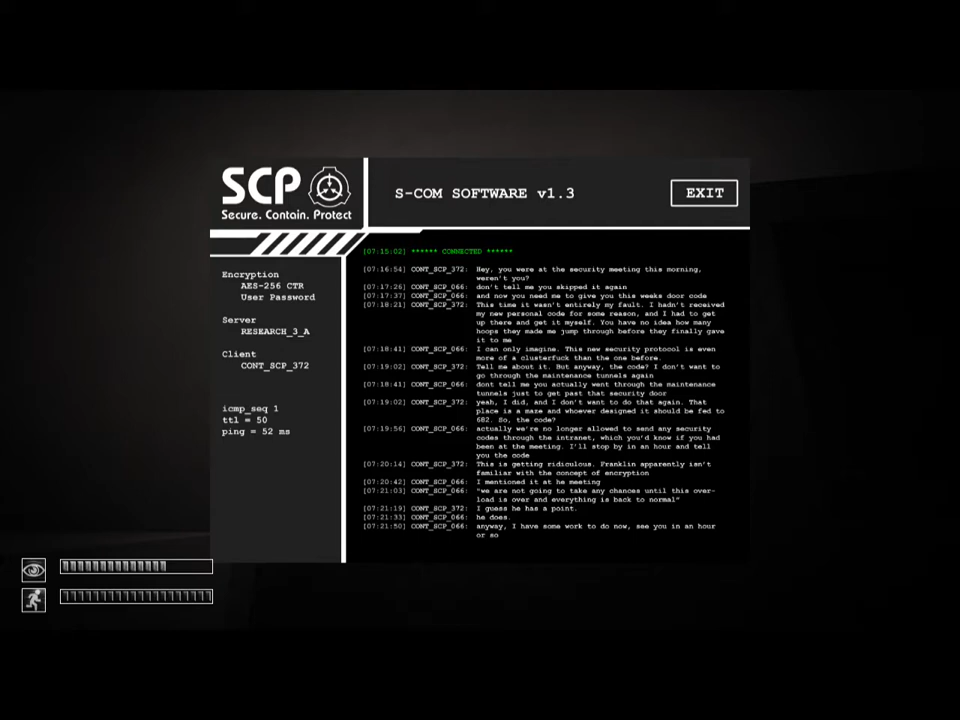 SCP
Secure. Contain. Protect
S-COM SOFTWARE v1.3
EXIT
Encryption
AES-256 CTR
User Password
Server
RESEARCH_3_A
Client
CONT_SCP_372
icmp_seq 1
ttl = 50
ping = 52 ms
[07:15:02] ****** CONNECTED ******
[07:16:54] CONT_SCP_372: Hey, you were at the security meeting this morning,
weren't you?
[07:17:26] CONT_SCP_066: don't tell me you skipped it again
[07:17:37] CONT_SCP_066: and now you need me to give you this weeks door code
[07:18:21] CONT_SCP_372: This time it wasn't entirely my fault. I hadn't received
my new personal code for some reason, and I had to get
up there and get it myself. You have no idea how many
hoops they made me jump through before they finally gave
it to me
[07:18:41] CONT_SCP_066: I can only imagine. This new security protocol is even
more of a clusterfuck than the one before.
[07:19:02] CONT_SCP_372: Tell me about it. But anyway, the code? I don't want to
go through the maintenance tunnels again
[07:18:41] CONT_SCP_066: dont tell me you actually went through the maintenance
tunnels just to get past that security door
[07:19:02] CONT_SCP_372: yeah, I did, and I don't want to do that again. That
place is a maze and whoever designed it should be fed to
682. So, the code?
[07:19:56] CONT_SCP_066: actually we're no longer allowed to send any security
codes through the intranet, which you'd know if you had
been at the meeting. I'll stop by in an hour and tell
you the code
[07:20:14] CONT_SCP_372: This is getting ridiculous. Franklin apparently isn't
familiar with the concept of encryption
[07:20:42] CONT_SCP_066: I mentioned it at he meeting
[07:21:03] CONT_SCP_066: "we are not going to take any chances until this over-
load is over and everything is back to normal"
[07:21:19] CONT_SCP_372: I guess he has a point.
[07:21:33] CONT_SCP_066: he does.
[07:21:50] CONT_SCP_066: anyway, I have some work to do now, see you in an hour
or so